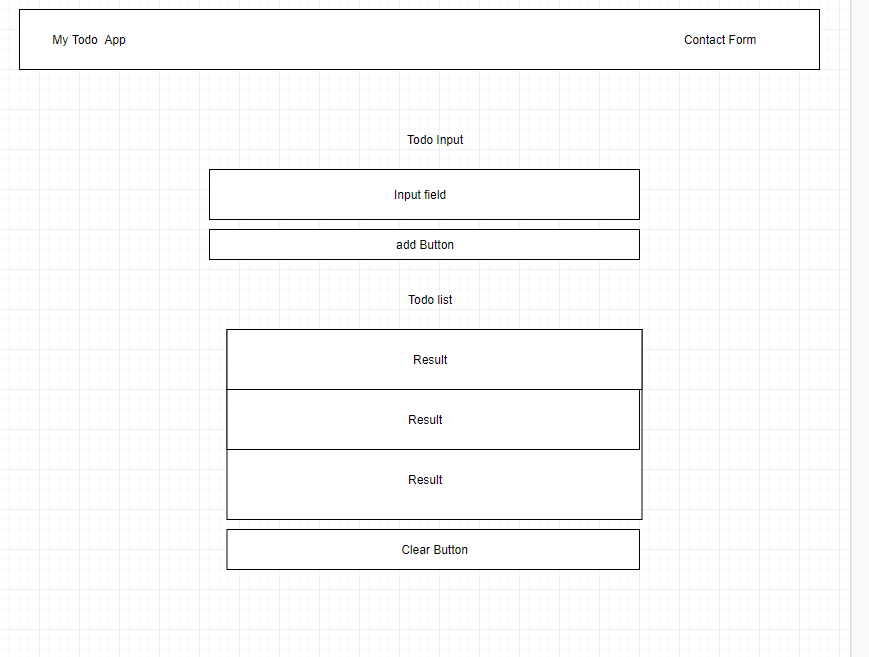 My Todo  App
Contact Form
Todo Input
Input field
add Button
Todo list
Result
Result
Result
Clear Button